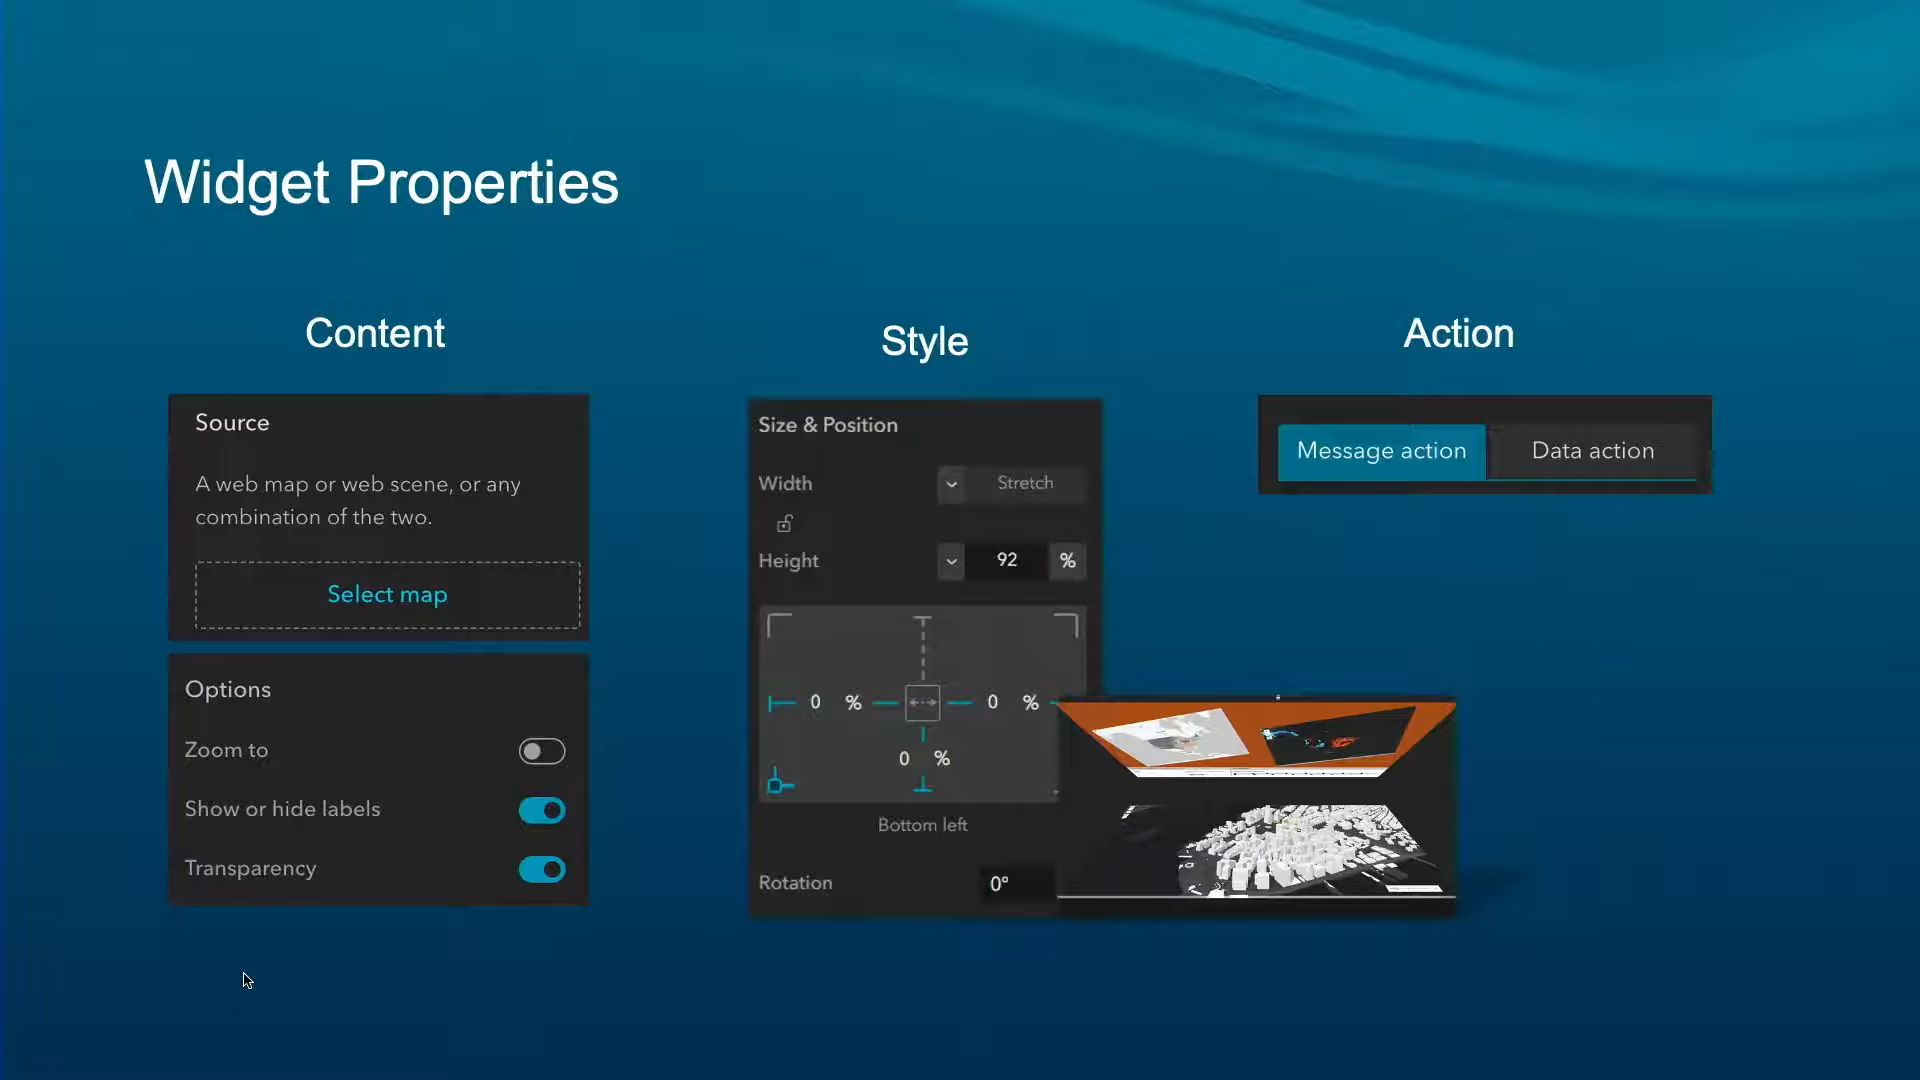 Widget Properties
Content
Source
A web map or web scene, or any
combination of the two.
Select map
Options
Zoom to
Show or hide labels
Transparency
Style
Size & Position
Width Stretch
Height 92 %
0 % 0 %
0 %
Bottom left
Rotation 0°
Action
Message action Data action